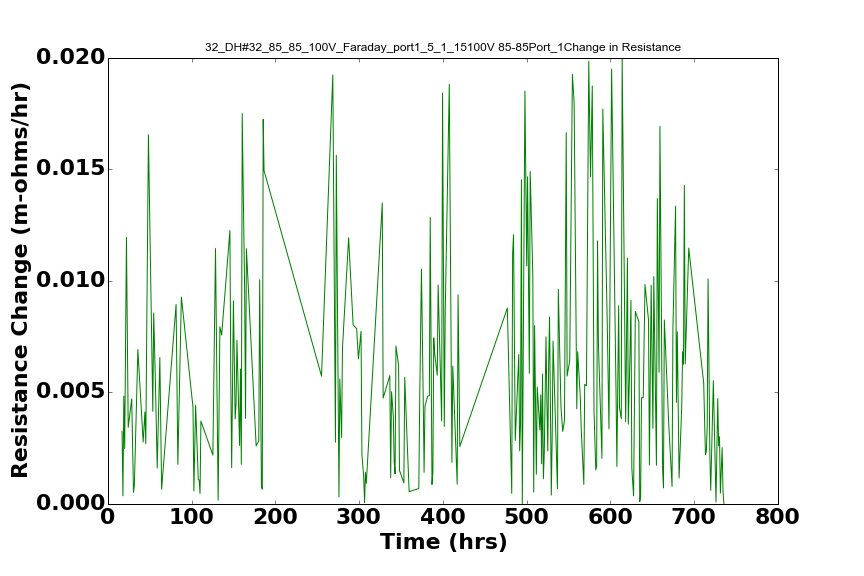 32_DH#32_85_85_100V_Faraday_port1_5_1_15100V 85-85Port_1Change in Resistance
0.020
0.015
0.010
0.005
0.000
Resistance Change (m-ohms/hr)
0 100 200 300 400 500 600 700 800
Time (hrs)